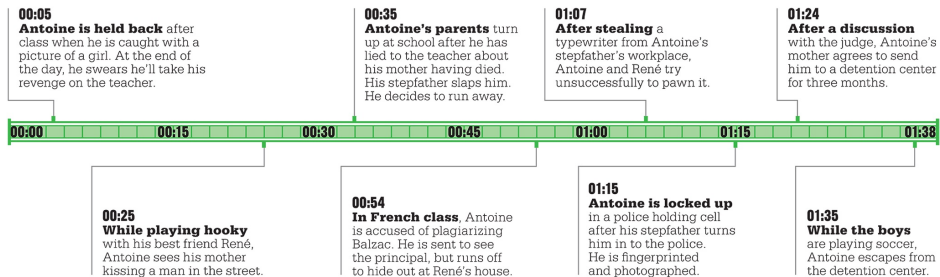 00:05
Antoine is held back after
class when he is caught with a
picture of a girl. At the end of
the day, he swears he'll take his
revenge on the teacher.
00:35
Antoine's parents turn
up at school after he has
lied to the teacher about
his mother having died.
His stepfather slaps him.
He decides to run away.
01:07
After stealing a
typewriter from Antoine's
stepfather's workplace,
Antoine and René try
unsuccessfully to pawn it.
01:24
After a discussion
with the judge, Antoine's
mother agrees to send
him to a detention center
for three months.
00:00
00:15
00:30
00:45
01:00
01:15
01:38
00:25
While playing hooky
with his best friend René,
Antoine sees his mother
kissing a man in the street.
00:54
In French class, Antoine
is accused of plagiarizing
Balzac. He is sent to see
the principal, but runs off
to hide out at René's house.
01:15
Antoine is locked up
in a police holding cell
after his stepfather turns
him in to the police.
He is fingerprinted
and photographed.
01:35
While the boys
are playing soccer,
Antoine escapes from
the detention center.